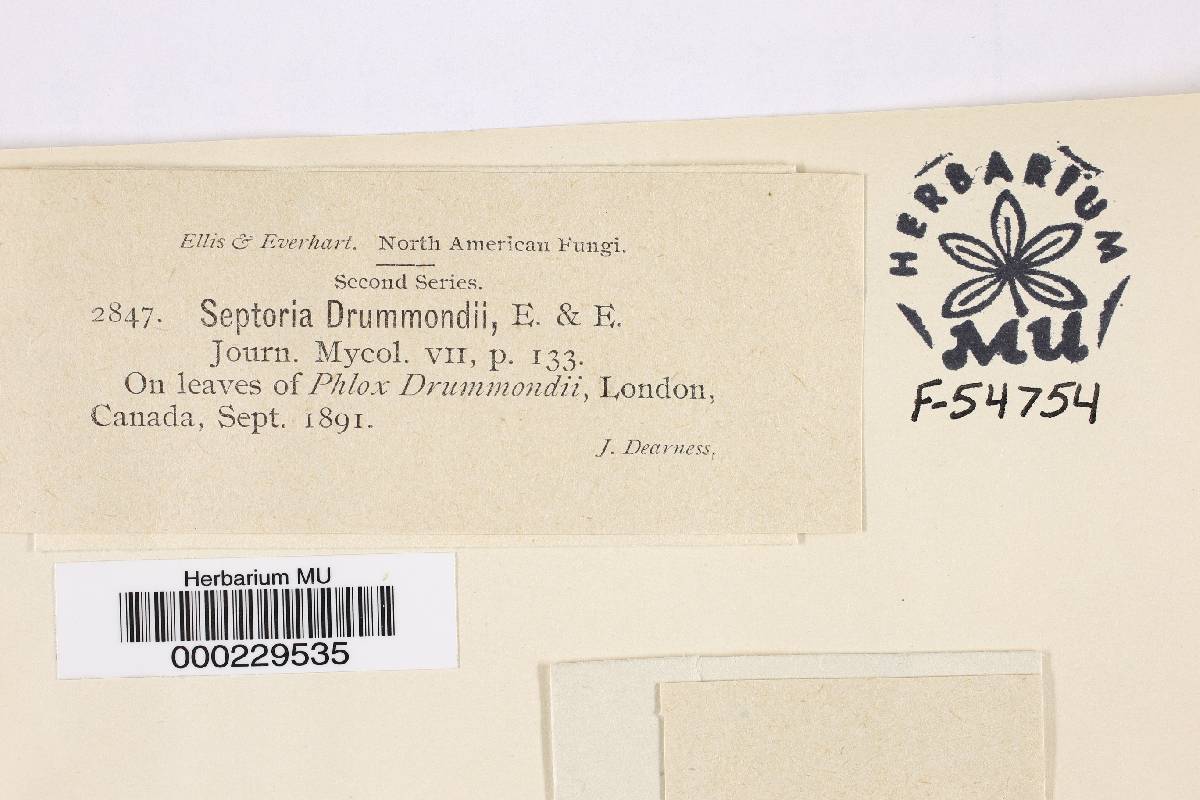 Ellis & Everhart. North American Fungi.
Second Series.
2847. Septoria Drummondii, E. & E.
Journ. Mycol. VII, p. 133.
On leaves of Phlox Drummondii, London,
Canada, Sept. 1891.
J. Dearness.
HERBARIUM
MU
F-54754
Herbarium MU
000229535